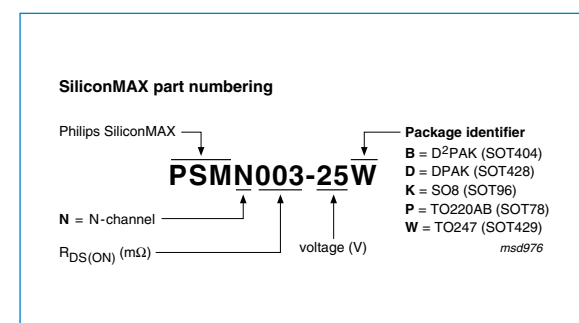 SiliconMAX part numbering
Philips SiliconMAX
PSMN003-25W
N = N-channel
R_DS(ON) (mΩ)
voltage (V)
Package identifier
B = D²PAK (SOT404)
D = DPAK (SOT428)
K = SO8 (SOT96)
P = TO220AB (SOT78)
W = TO247 (SOT429)
msd976